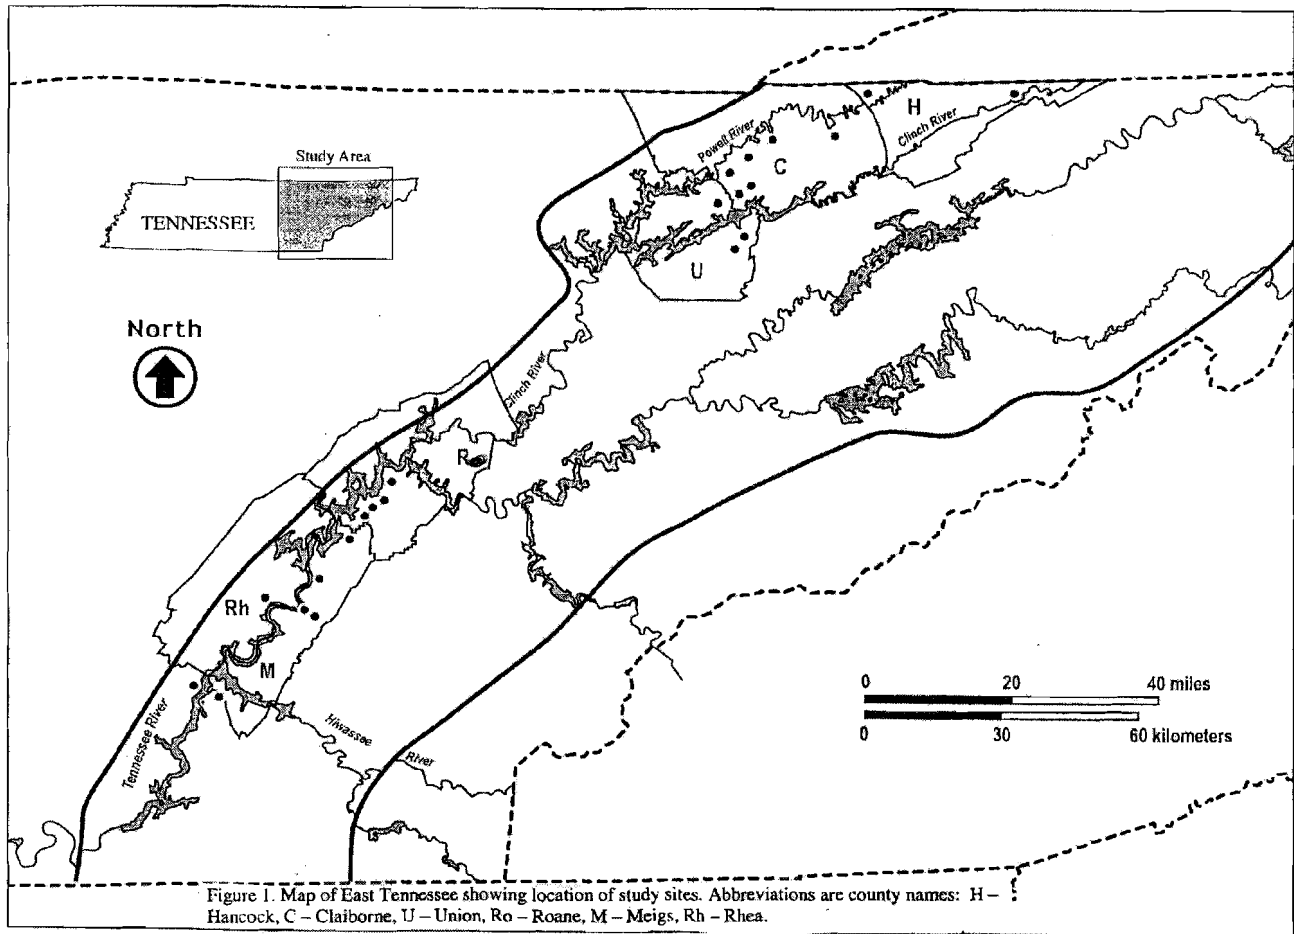 Study Area
TENNESSEE
North
H
Powell River
Clinch River
C
U
Clinch River
R
Rh
M
Tennessee River
Hiwassee
River
0 20 40 miles
0 30 60 kilometers
Figure 1. Map of East Tennessee showing location of study sites. Abbreviations are county names: H –
Hancock, C – Claiborne, U – Union, Ro – Roane, M – Meigs, Rh – Rhea.